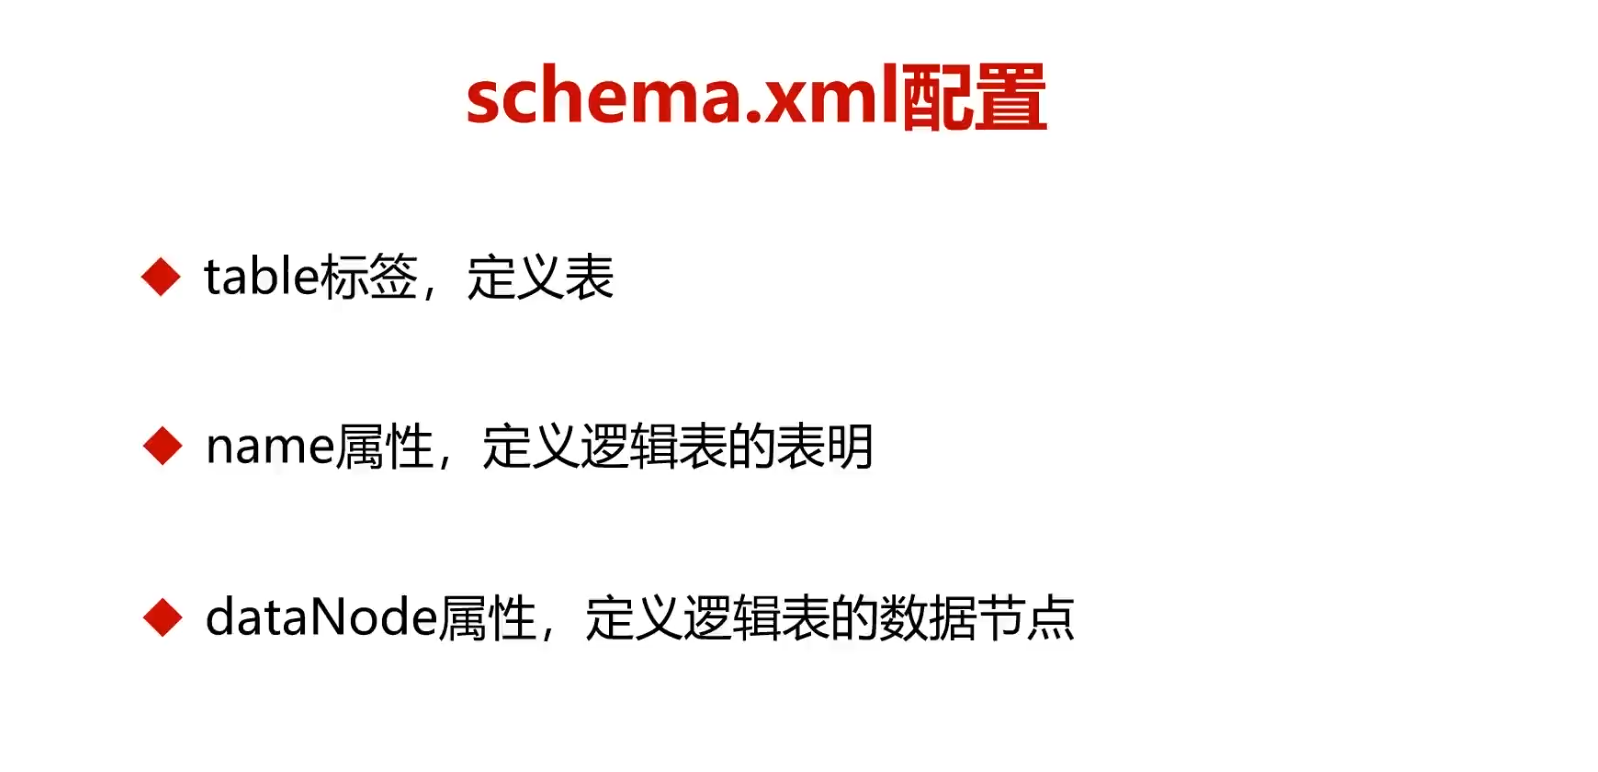 schema.xml配置
table标签，定义表
name属性，定义逻辑表的表明
dataNode属性，定义逻辑表的数据节点